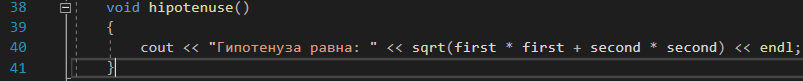 38 void hipotenuse()
39 {
40 cout << "Гипотенуза равна: " << sqrt(first * first + second * second) << endl;
41 }